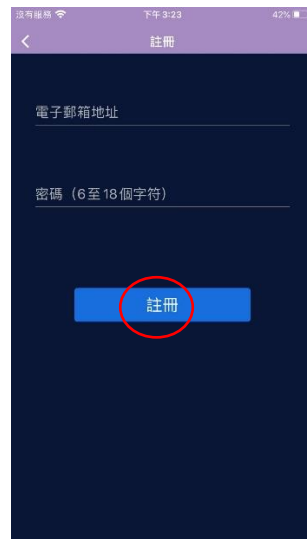 沒有服務 下午3:23 42%
註冊
電子郵箱地址
密碼（6至18個字符）
註冊